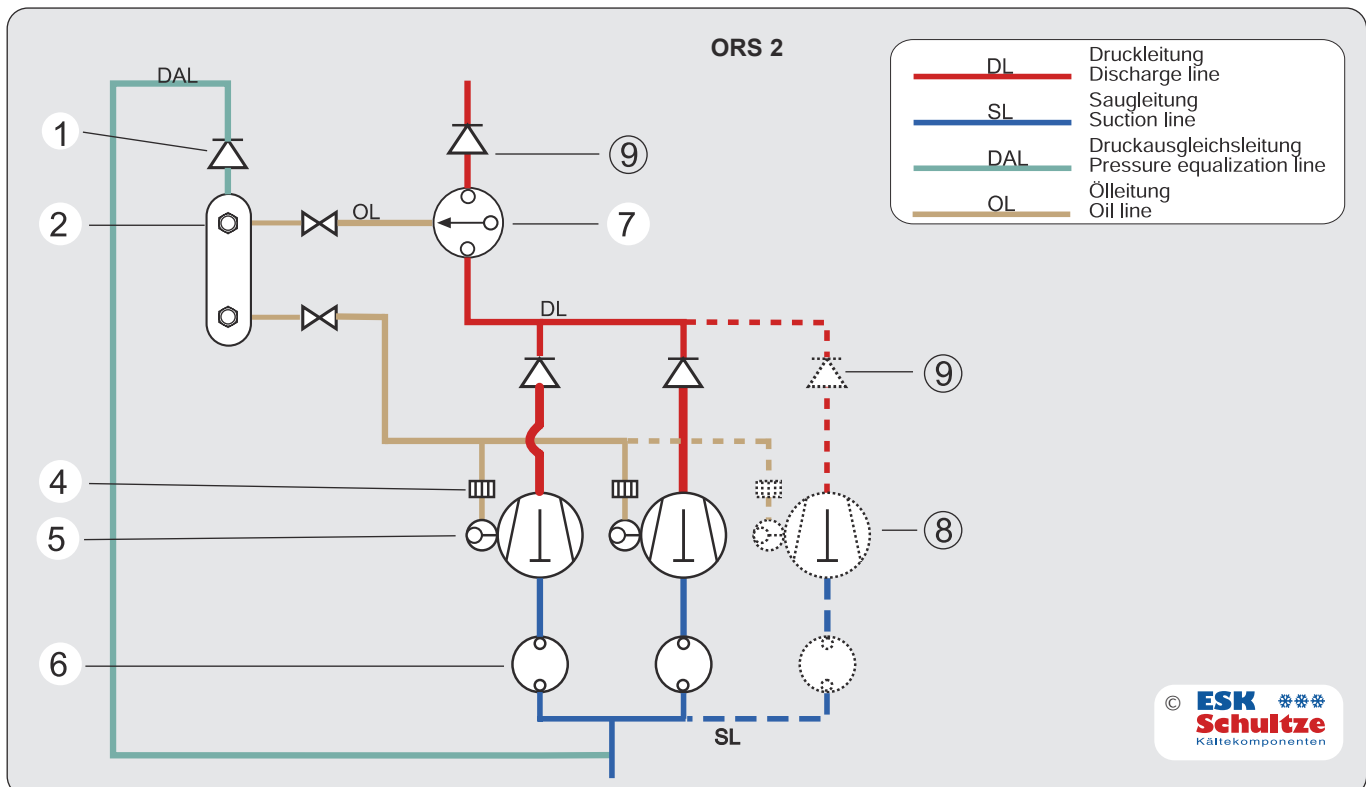 ORS 2
DL
Druckleitung
Discharge line
SL
Saugleitung
Suction line
DAL
Druckausgleichsleitung
Pressure equalization line
OL
Ölleitung
Oil line
DAL
1
9
2
OL
7
DL
9
4
5
8
6
SL
© ESK
Schultze
Kältekomponenten